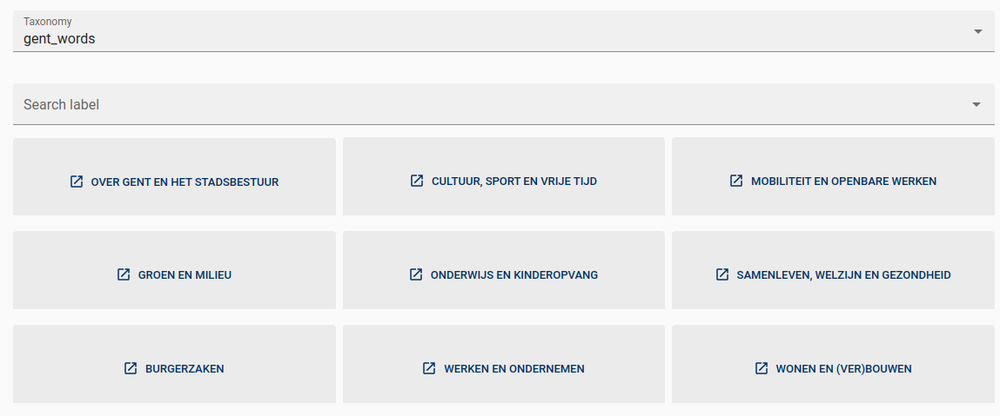 Taxonomy
gent_words
Search label
OVER GENT EN HET STADSBESTUUR
CULTUUR, SPORT EN VRIJE TIJD
MOBILITEIT EN OPENBARE WERKEN
GROEN EN MILIEU
ONDERWIJS EN KINDEROPVANG
SAMENLEVEN, WELZIJN EN GEZONDHEID
BURGERZAKEN
WERKEN EN ONDERNEMEN
WONEN EN (VER)BOUWEN